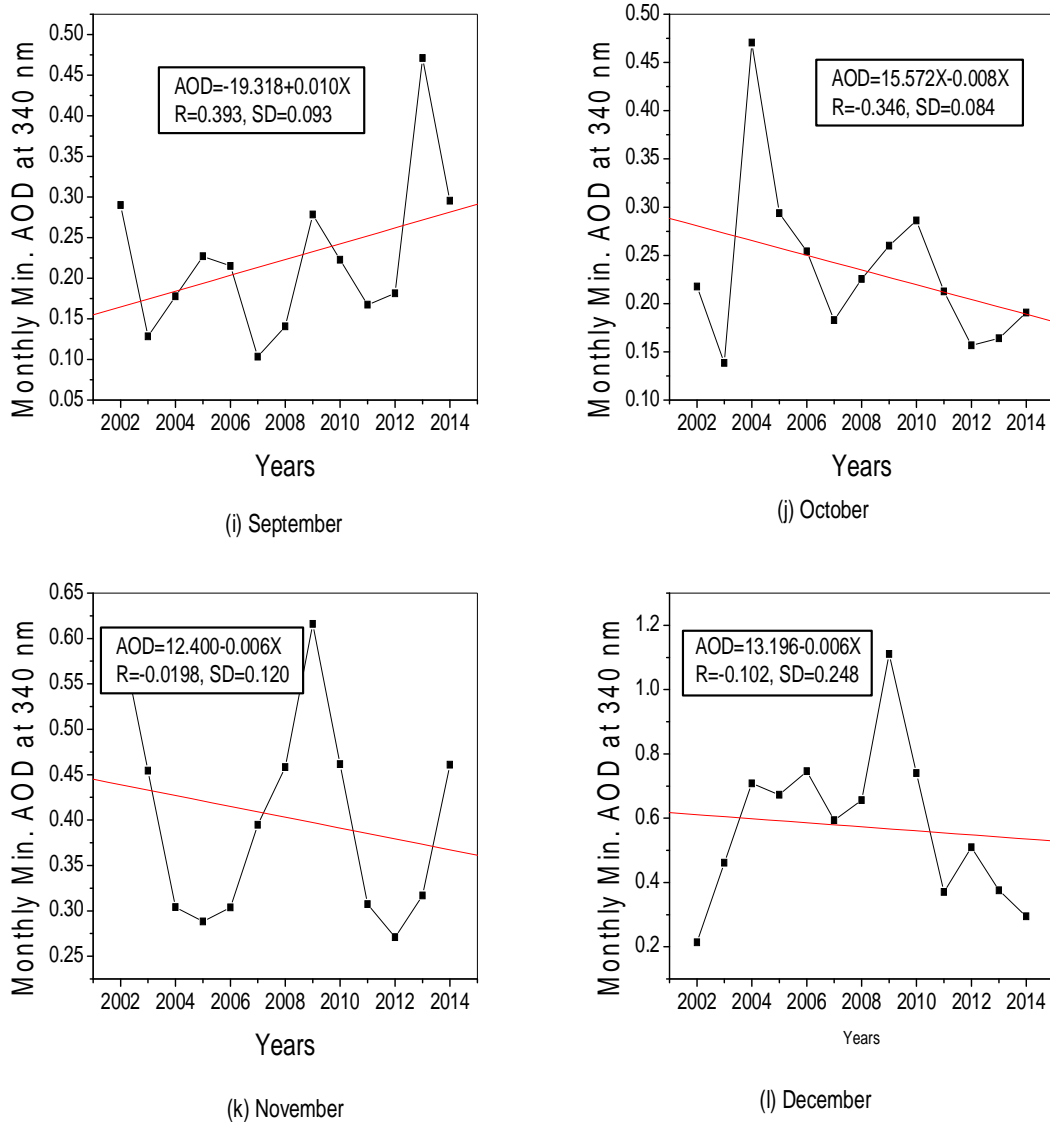 Monthly Min. AOD at 340 nm
0.50
0.45
0.40
0.35
0.30
0.25
0.20
0.15
0.10
0.05
AOD=-19.318+0.010X
R=0.393, SD=0.093
2002 2004 2006 2008 2010 2012 2014
Years
(i) September
Monthly Min. AOD at 340 nm
0.50
0.45
0.40
0.35
0.30
0.25
0.20
0.15
0.10
AOD=15.572X-0.008X
R=-0.346, SD=0.084
2002 2004 2006 2008 2010 2012 2014
Years
(j) October
Monthly Min. AOD at 340 nm
0.65
0.60
0.55
0.50
0.45
0.40
0.35
0.30
0.25
AOD=12.400-0.006X
R=-0.0198, SD=0.120
2002 2004 2006 2008 2010 2012 2014
Years
(k) November
Monthly Min. AOD at 340 nm
1.2
1.0
0.8
0.6
0.4
0.2
AOD=13.196-0.006X
R=-0.102, SD=0.248
2002 2004 2006 2008 2010 2012 2014
Years
(l) December